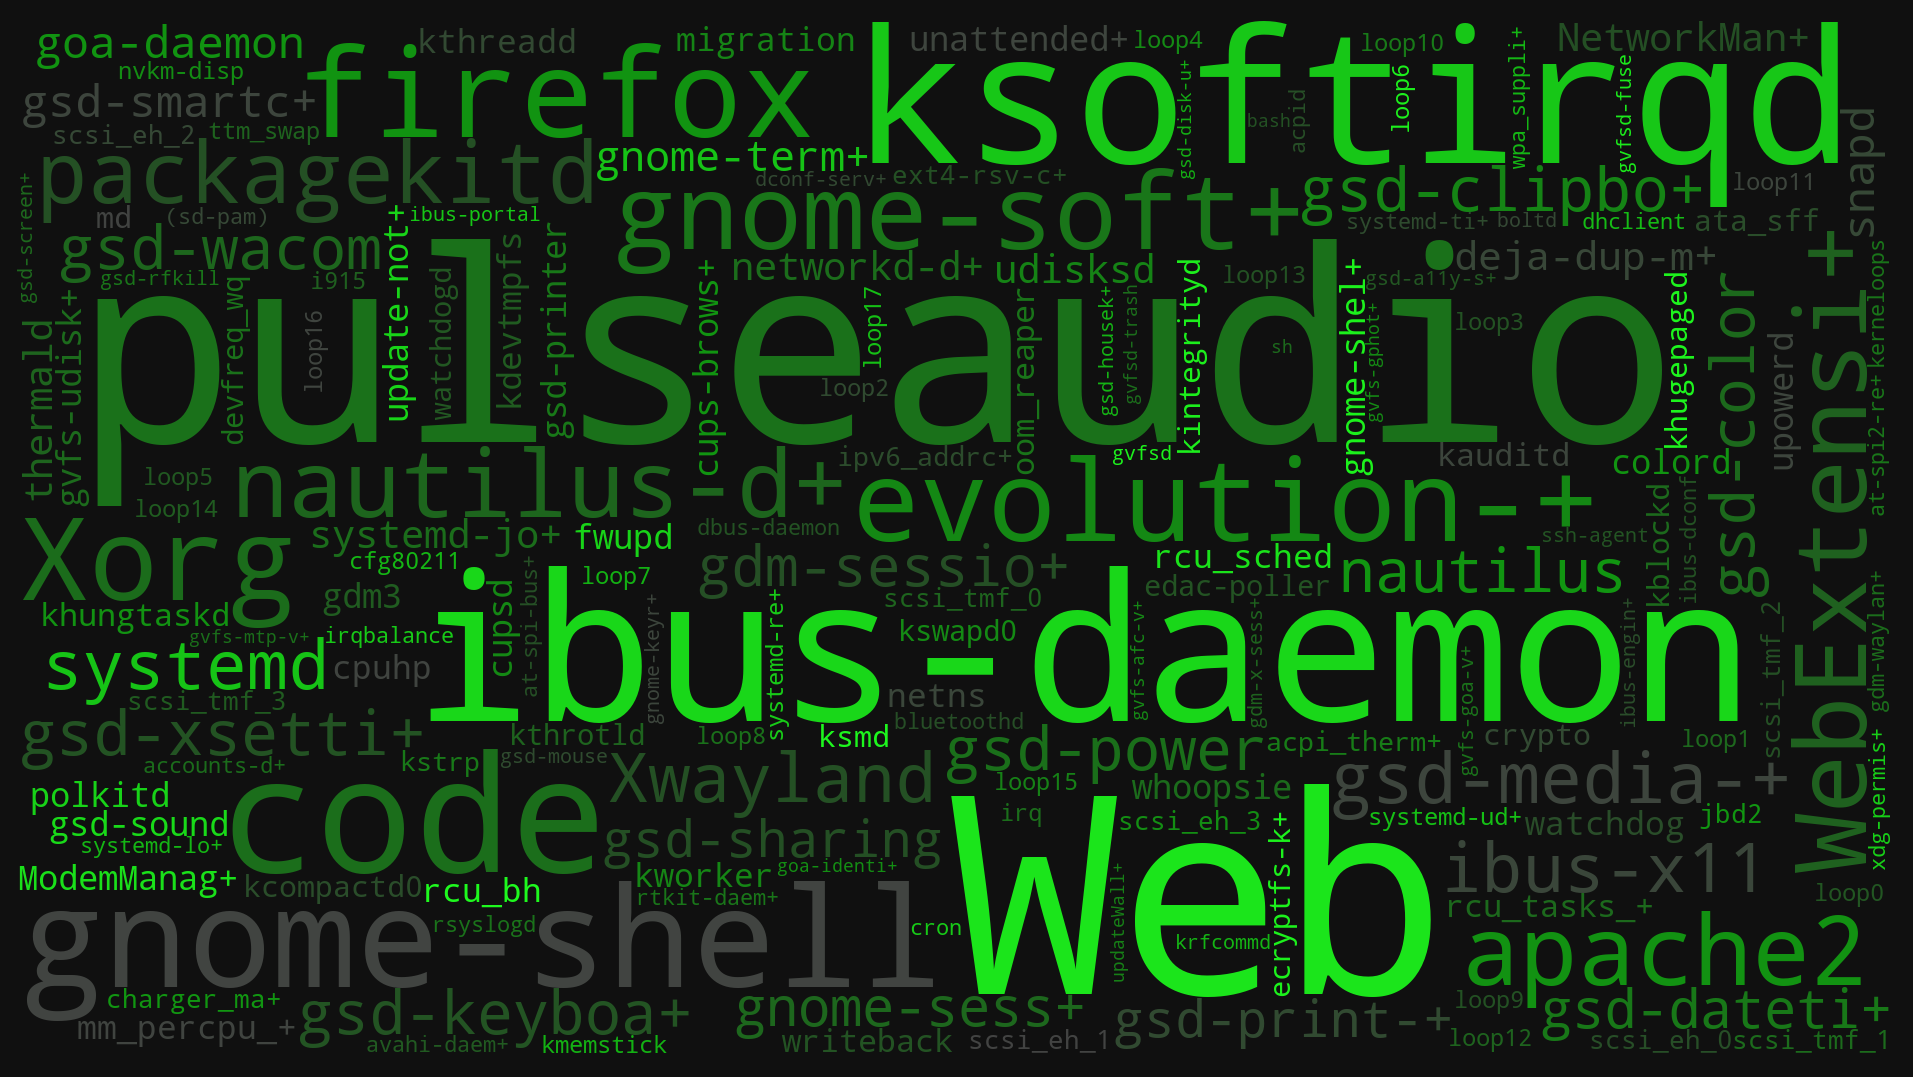 goa-daemon
kthreadd
migration
unattended+
loop4
loop10
NetworkMan+
nvkm-disp
firefox
ksoftirqd
loop6
wpa_suppli+
gvfsd-fuse
gsd-disk-u+
gsd-smartc+
scsi_eh_2
ttm_swap
bash
acpid
snapd
packagekitd
gnome-term+
dconf-serv+
ext4-rsv-c+
gsd-clipbo+
loop11
gsd-screen+
md
(sd-pam)
ibus-portal
gnome-soft+
systemd-ti+
boltd
dhclient
ata_sff
gsd-wacom
update-not+
gsd-rfkill
i915
networkd-d+
udisksd
loop13
gsd-a11y-s+
deja-dup-m+
pulseaudio
thermald
gvfs-udisk+
devfreq_wq
loop16
watchdogd
kdevtmpfs
gsd-printer
cups-brows+
loop17
loop2
oom_reaper
gsd-housek+
gvfsd-trash
kintegrityd
sh
gnome-shel+
gvfs-gphot+
loop3
khugepaged
gsd-color
upowerd
WebExtensi+
kerneloops
at-spi2-re+
loop5
nautilus-d+
ipv6_addrc+
gvfsd
kauditd
colord
loop14
evolution-+
Xorg
systemd-jo+
fwupd
dbus-daemon
ssh-agent
kblockd
ibus-dconf
cfg80211
loop7
gdm-sessio+
rcu_sched
nautilus
gdm3
edac-poller
khungtaskd
cupsd
at-spi-bus+
scsi_tmf_0
gvfs-mtp-v+
irqbalance
ibus-daemon
gnome-keyr+
systemd-re+
kswapd0
gvfs-afc-v+
gdm-x-sess+
gvfs-goa-v+
ibus-engin+
scsi_tmf_2
gdm-waylan+
systemd
cpuhp
netns
scsi_tmf_3
bluetoothd
gsd-xsetti+
kthrotld
loop8
ksmd
gsd-power
acpi_therm+
crypto
loop1
accounts-d+
kstrp
gsd-mouse
Xwayland
loop15
whoopsie
gsd-media-+
xdg-permis+
polkitd
code
Web
irq
scsi_eh_3
ecryptfs-k+
systemd-ud+
watchdog
jbd2
gsd-sound
systemd-lo+
gsd-sharing
goa-identi+
ibus-x11
ModemManag+
kcompactd0
rcu_bh
kworker
rtkit-daem+
updateWall+
loop0
rcu_tasks_+
gnome-shell
rsyslogd
cron
krfcommd
apache2
charger_ma+
gsd-keyboa+
gnome-sess+
gsd-print-+
loop9
gsd-dateti+
mm_percpu_+
avahi-daem+
kmemstick
writeback
scsi_eh_1
loop12
scsi_eh_0
scsi_tmf_1